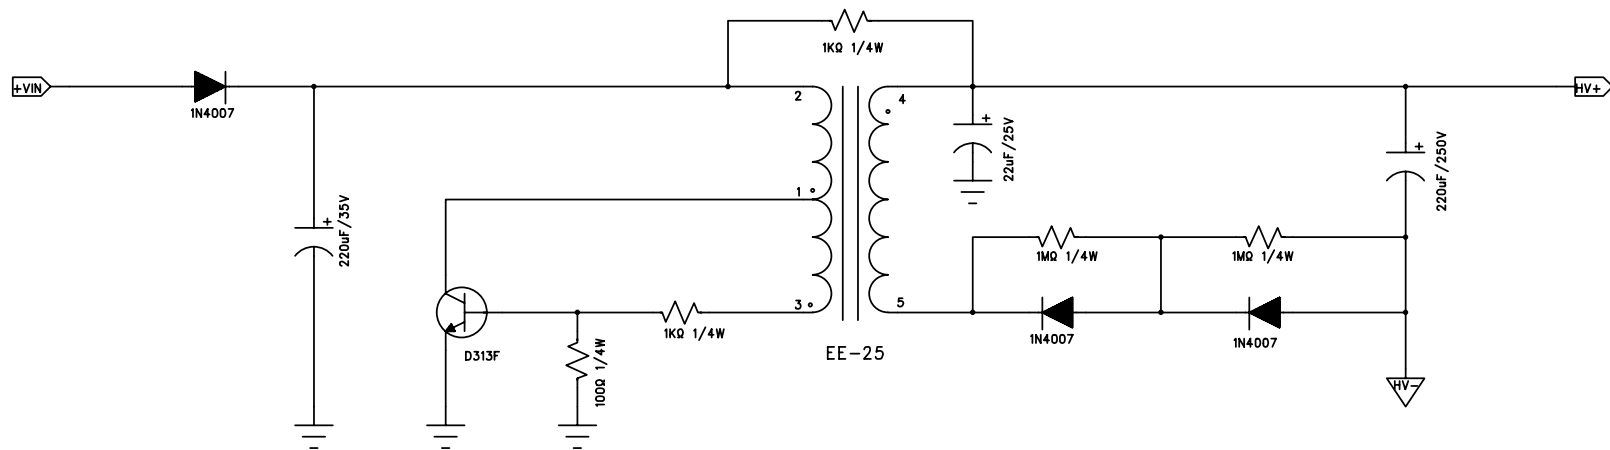 1KΩ 1/4W
+VIN
1N4007
2
4
HV+
+
22uF/25V
+
220uF/250V
1
+
220uF/35V
1MΩ 1/4W
1MΩ 1/4W
3
5
1KΩ 1/4W
1N4007
1N4007
D313F
100Ω 1/4W
EE-25
HV-